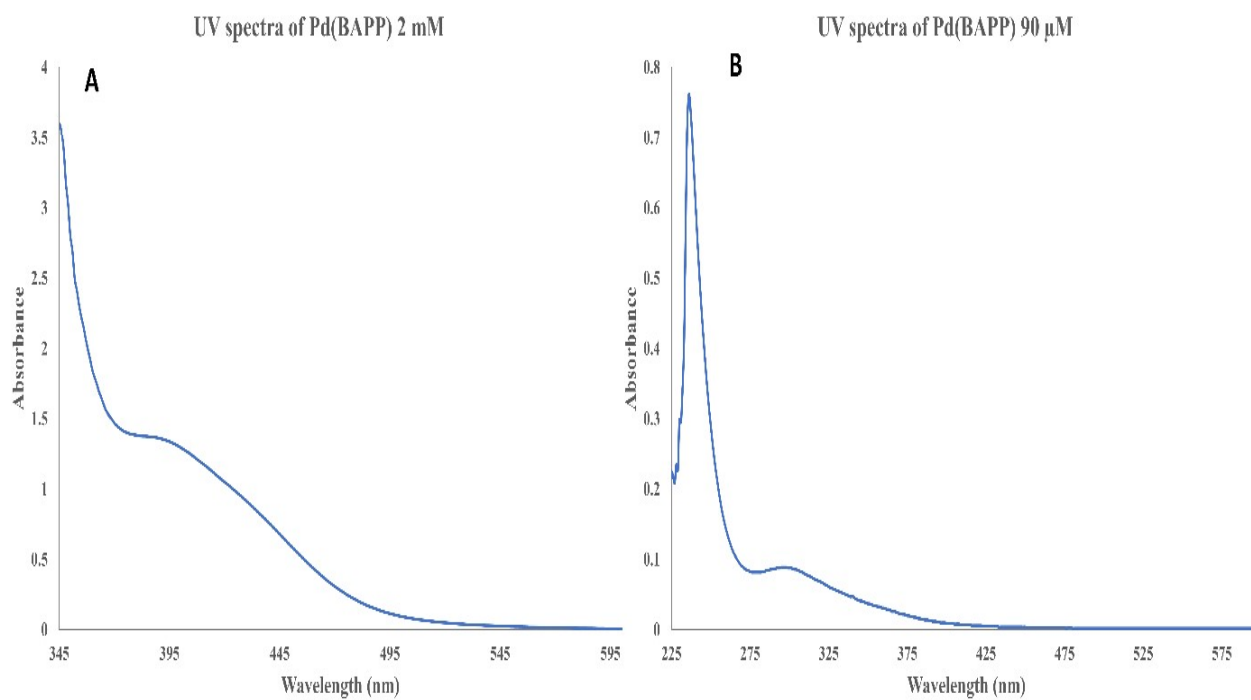 UV spectra of Pd(BAPP) 2 mM
A
4
3.5
3
2.5
2
1.5
1
0.5
0
Absorbance
345 395 445 495 545 595
Wavelength (nm)
UV spectra of Pd(BAPP) 90 µM
B
0.8
0.7
0.6
0.5
0.4
0.3
0.2
0.1
0
Absorbance
225 275 325 375 425 475 525 575
Wavelength (nm)